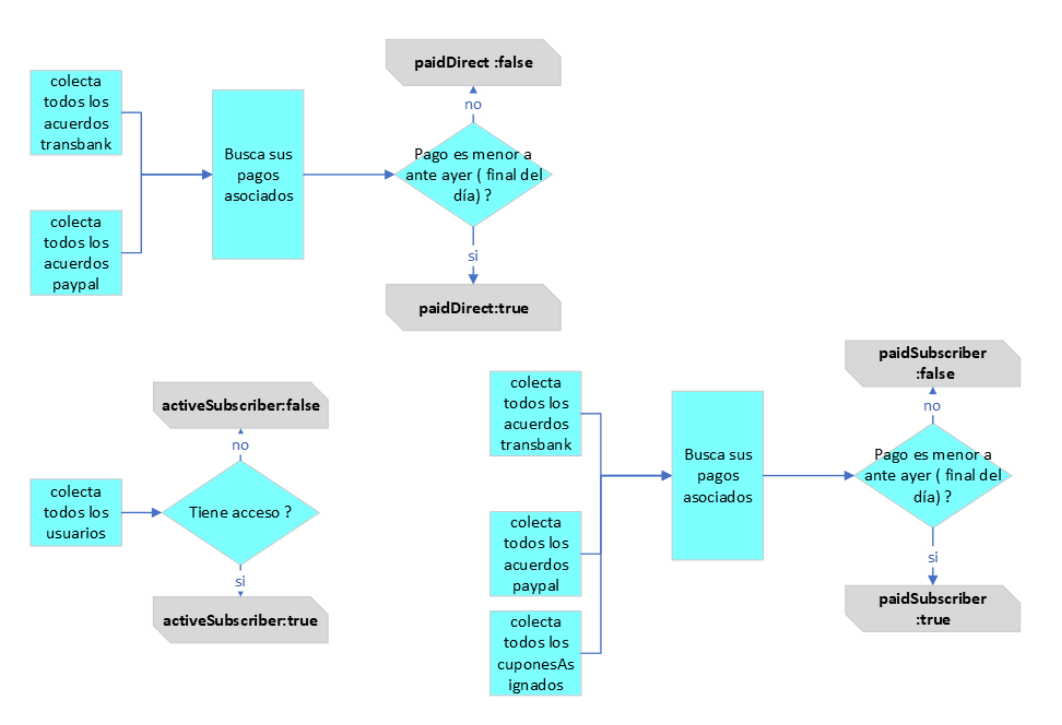 colecta
todos los
acuerdos
transbank
colecta
todos los
acuerdos
paypal
Busca sus
pagos
asociados
paidDirect :false
no
Pago es menor a
ante ayer ( final del
día) ?
si
paidDirect:true
activeSubscriber:false
no
colecta
todos los
usuarios
Tiene acceso ?
si
activeSubscriber:true
colecta
todos los
acuerdos
transbank
colecta
todos los
acuerdos
paypal
colecta
todos los
cuponesAs
ignados
Busca sus
pagos
asociados
paidSubscriber
:false
no
Pago es menor a
ante ayer ( final del
día) ?
si
paidSubscriber
:true